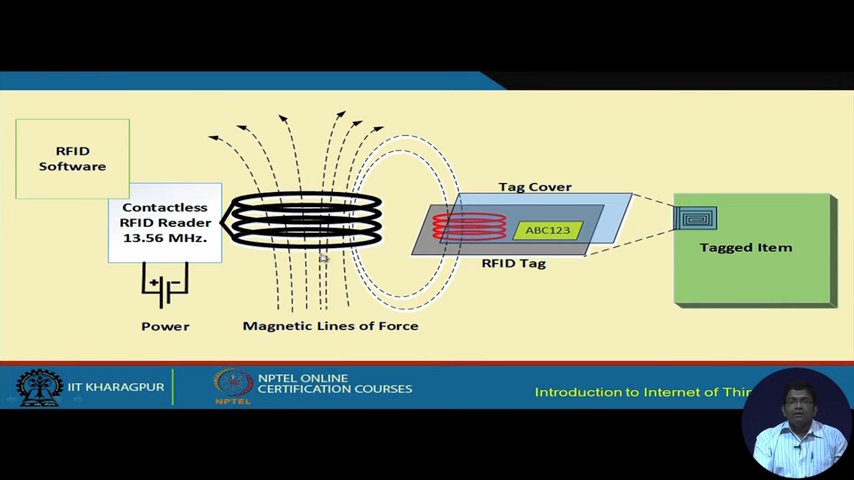 RFID
Software
Contactless
RFID Reader
13.56 MHz.
Power
Magnetic Lines of Force
Tag Cover
ABC123
RFID Tag
Tagged Item
IIT KHARAGPUR
NPTEL
NPTEL ONLINE
CERTIFICATION COURSES
Introduction to Internet of Thin